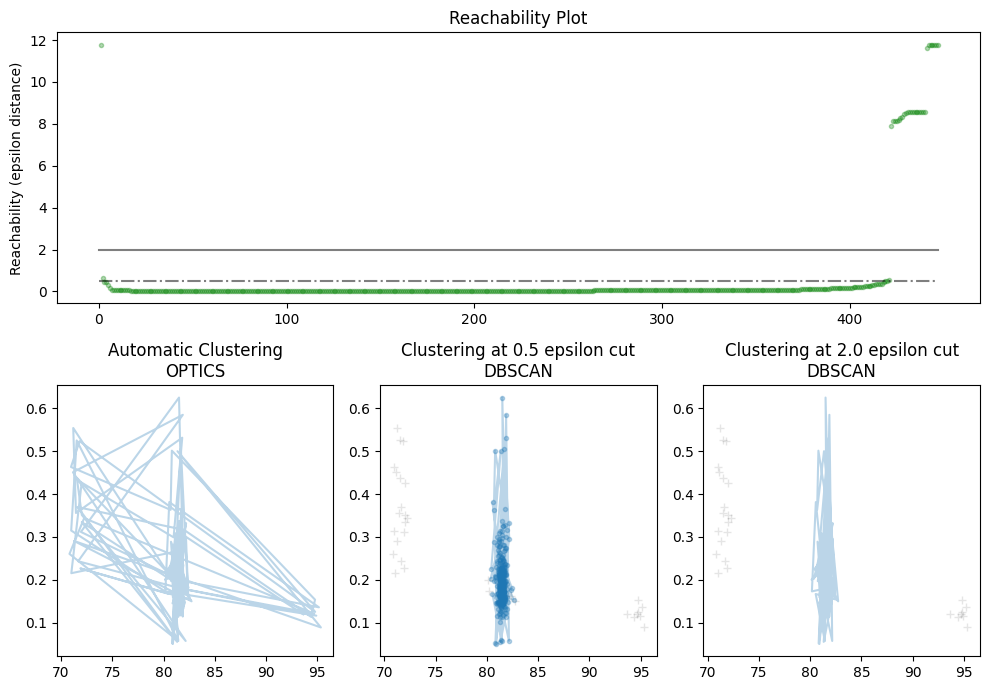 Reachability Plot
Reachability (epsilon distance)
12
10
8
6
4
2
0
0 100 200 300 400
Automatic Clustering
OPTICS
0.6
0.5
0.4
0.3
0.2
0.1
70 75 80 85 90 95
Clustering at 0.5 epsilon cut
DBSCAN
0.6
0.5
0.4
0.3
0.2
0.1
70 75 80 85 90 95
Clustering at 2.0 epsilon cut
DBSCAN
0.6
0.5
0.4
0.3
0.2
0.1
70 75 80 85 90 95